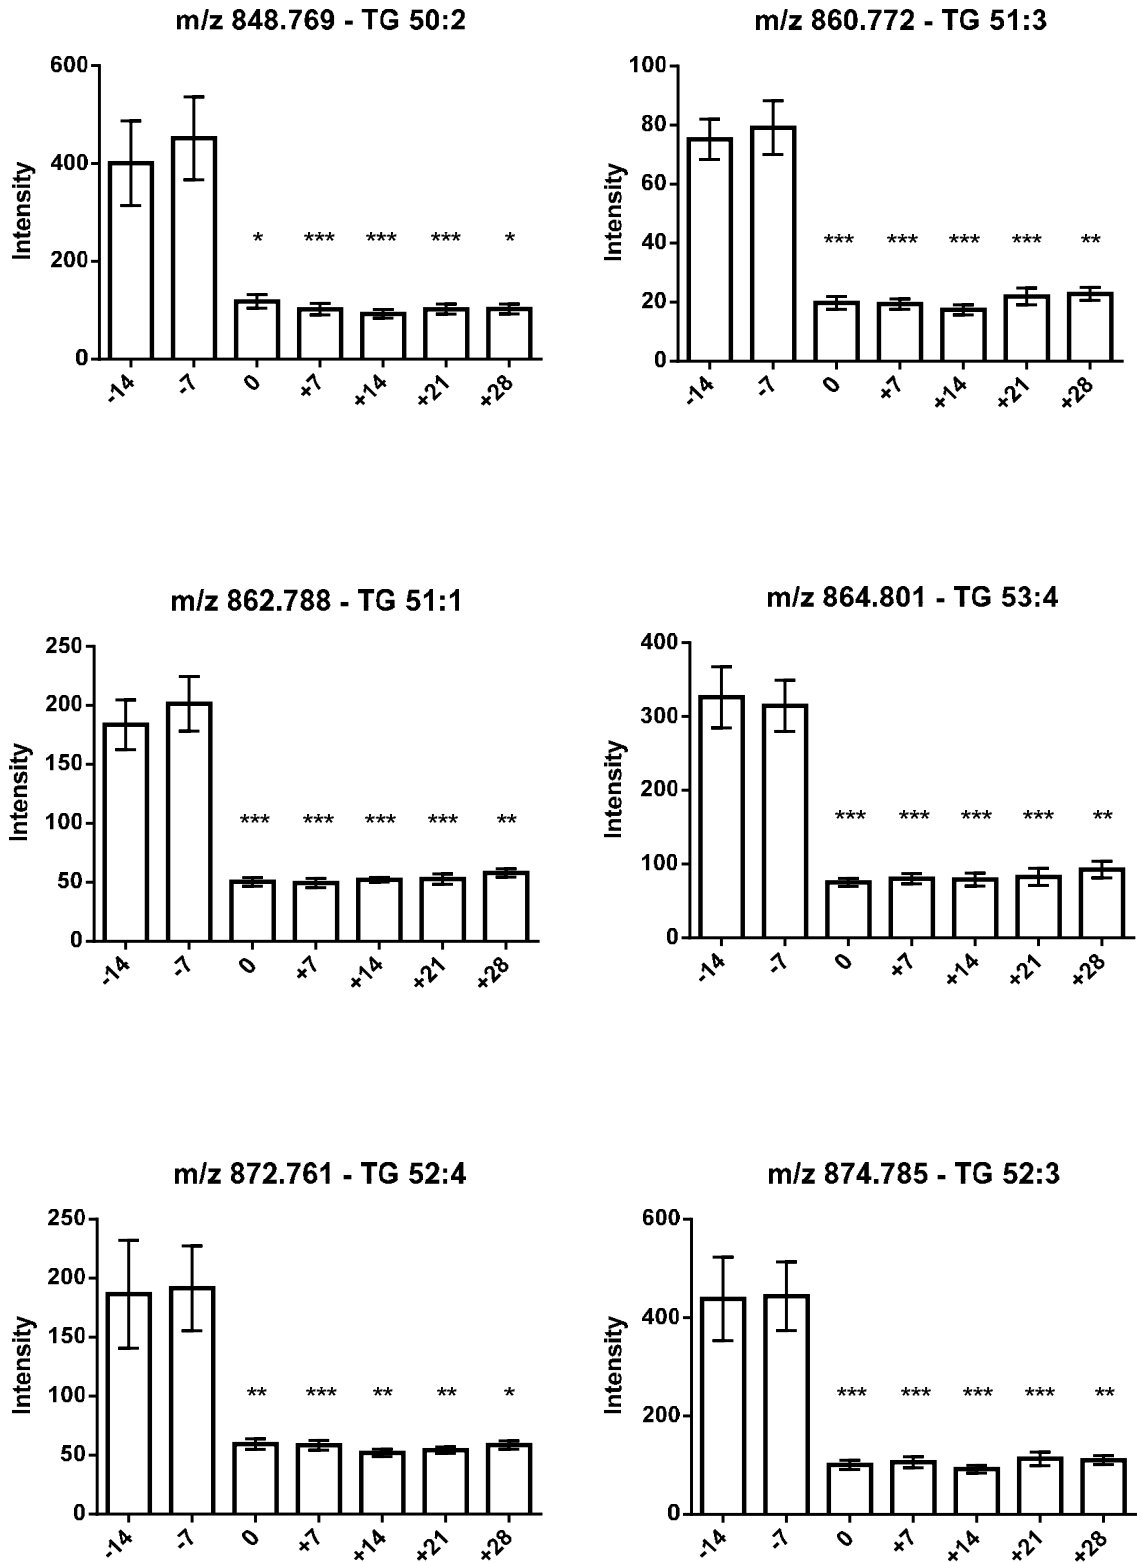 m/z 848.769 - TG 50:2
Intensity
600
400
200
0
* *** *** *** *
-14 -7 0 +7 +14 +21 +28
m/z 860.772 - TG 51:3
Intensity
100
80
60
40
20
0
*** *** *** *** **
-14 -7 0 +7 +14 +21 +28
m/z 862.788 - TG 51:1
Intensity
250
200
150
100
50
0
*** *** *** *** **
-14 -7 0 +7 +14 +21 +28
m/z 864.801 - TG 53:4
Intensity
400
300
200
100
0
*** *** *** *** **
-14 -7 0 +7 +14 +21 +28
m/z 872.761 - TG 52:4
Intensity
250
200
150
100
50
0
** *** ** ** *
-14 -7 0 +7 +14 +21 +28
m/z 874.785 - TG 52:3
Intensity
600
400
200
0
*** *** *** *** **
-14 -7 0 +7 +14 +21 +28